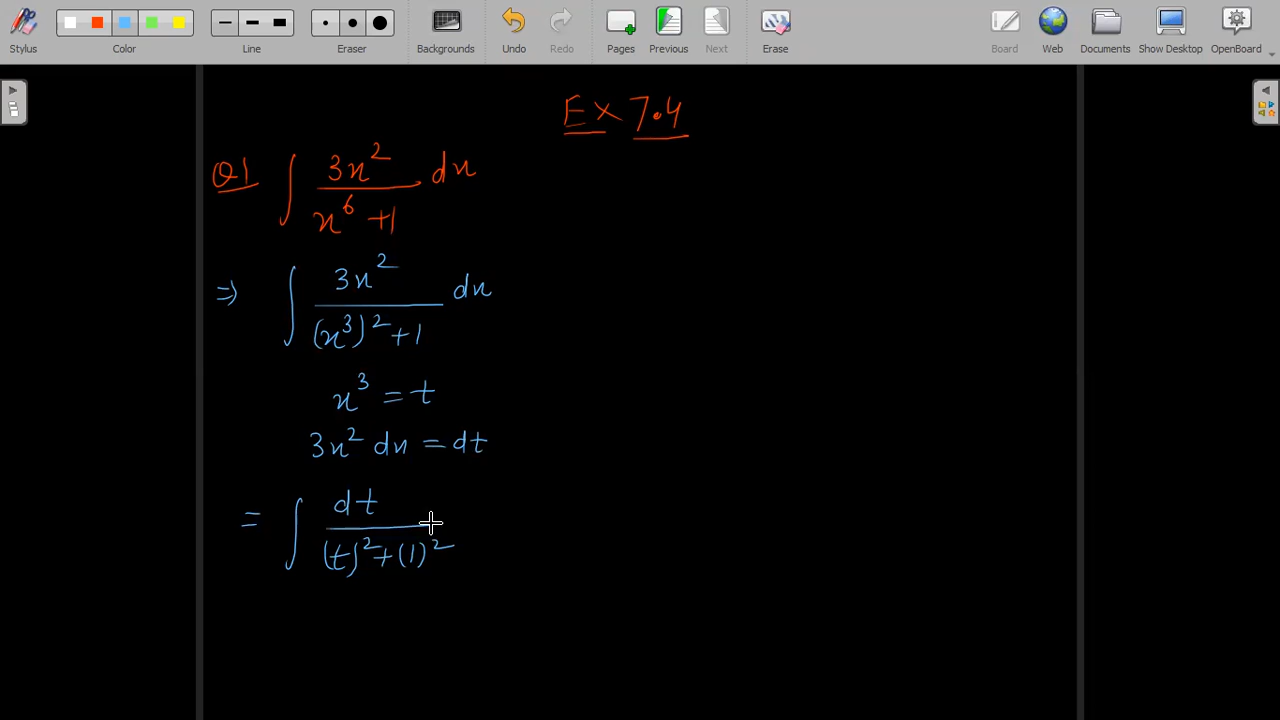 Stylus Color Line Eraser Backgrounds Undo Redo Pages Previous Next Erase Board Web Documents Show Desktop OpenBoard
Ex 7.4
Q1 ∫ 3x² / (x⁶ + 1) dx
⇒ ∫ 3x² / ((x³)² + 1) dx
x³ = t
3x² dx = dt
= ∫ dt / ((t)² + (1)²)